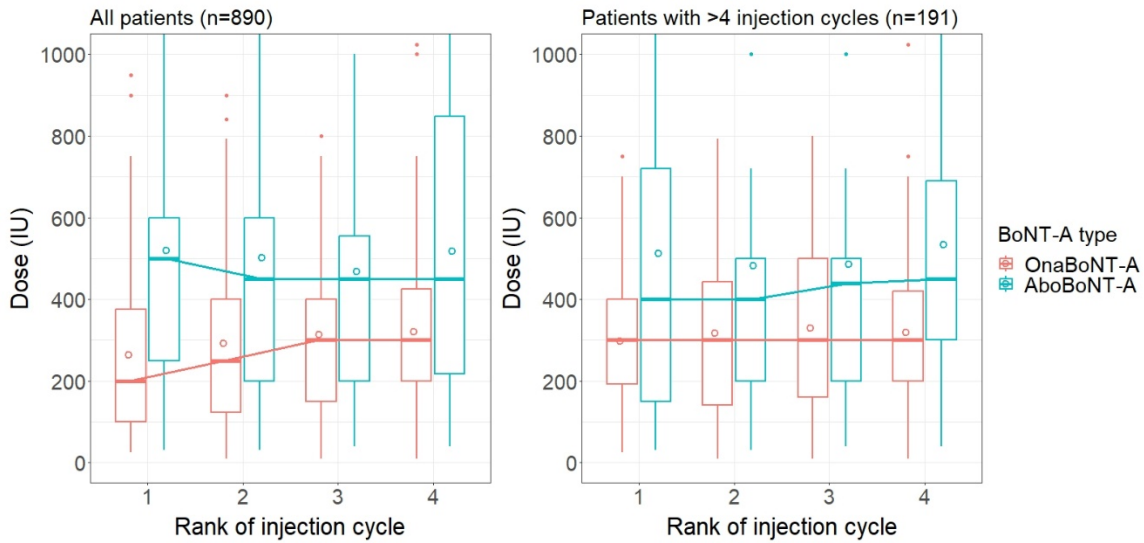 All patients (n=890)
Patients with >4 injection cycles (n=191)
Dose (IU)
1000
800
600
400
200
0
1 2 3 4
Rank of injection cycle
Dose (IU)
1000
800
600
400
200
0
1 2 3 4
Rank of injection cycle
BoNT-A type
OnaBoNT-A
AboBoNT-A